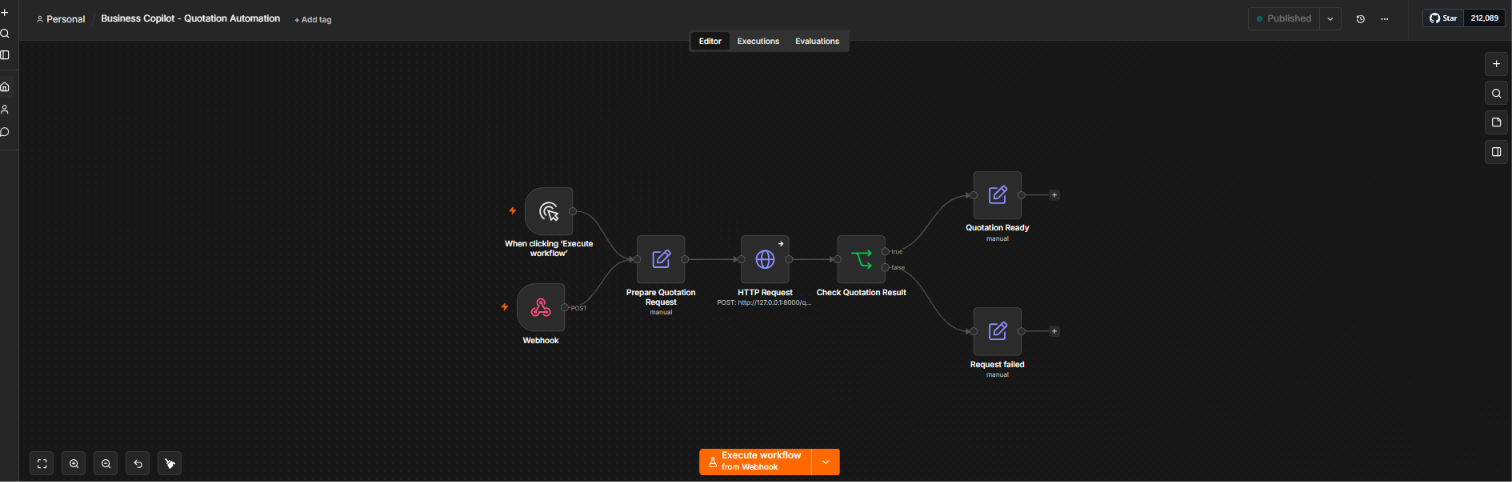 Personal
Business Copilot - Quotation Automation
+ Add tag
Published
Star
212,089
Editor
Executions
Evaluations
When clicking 'Execute
workflow'
POST
Webhook
Prepare Quotation
Request
manual
HTTP Request
POST: http://127.0.0.1:8000/q...
Check Quotation Result
true
false
Quotation Ready
manual
Request failed
manual
Execute workflow
from Webhook